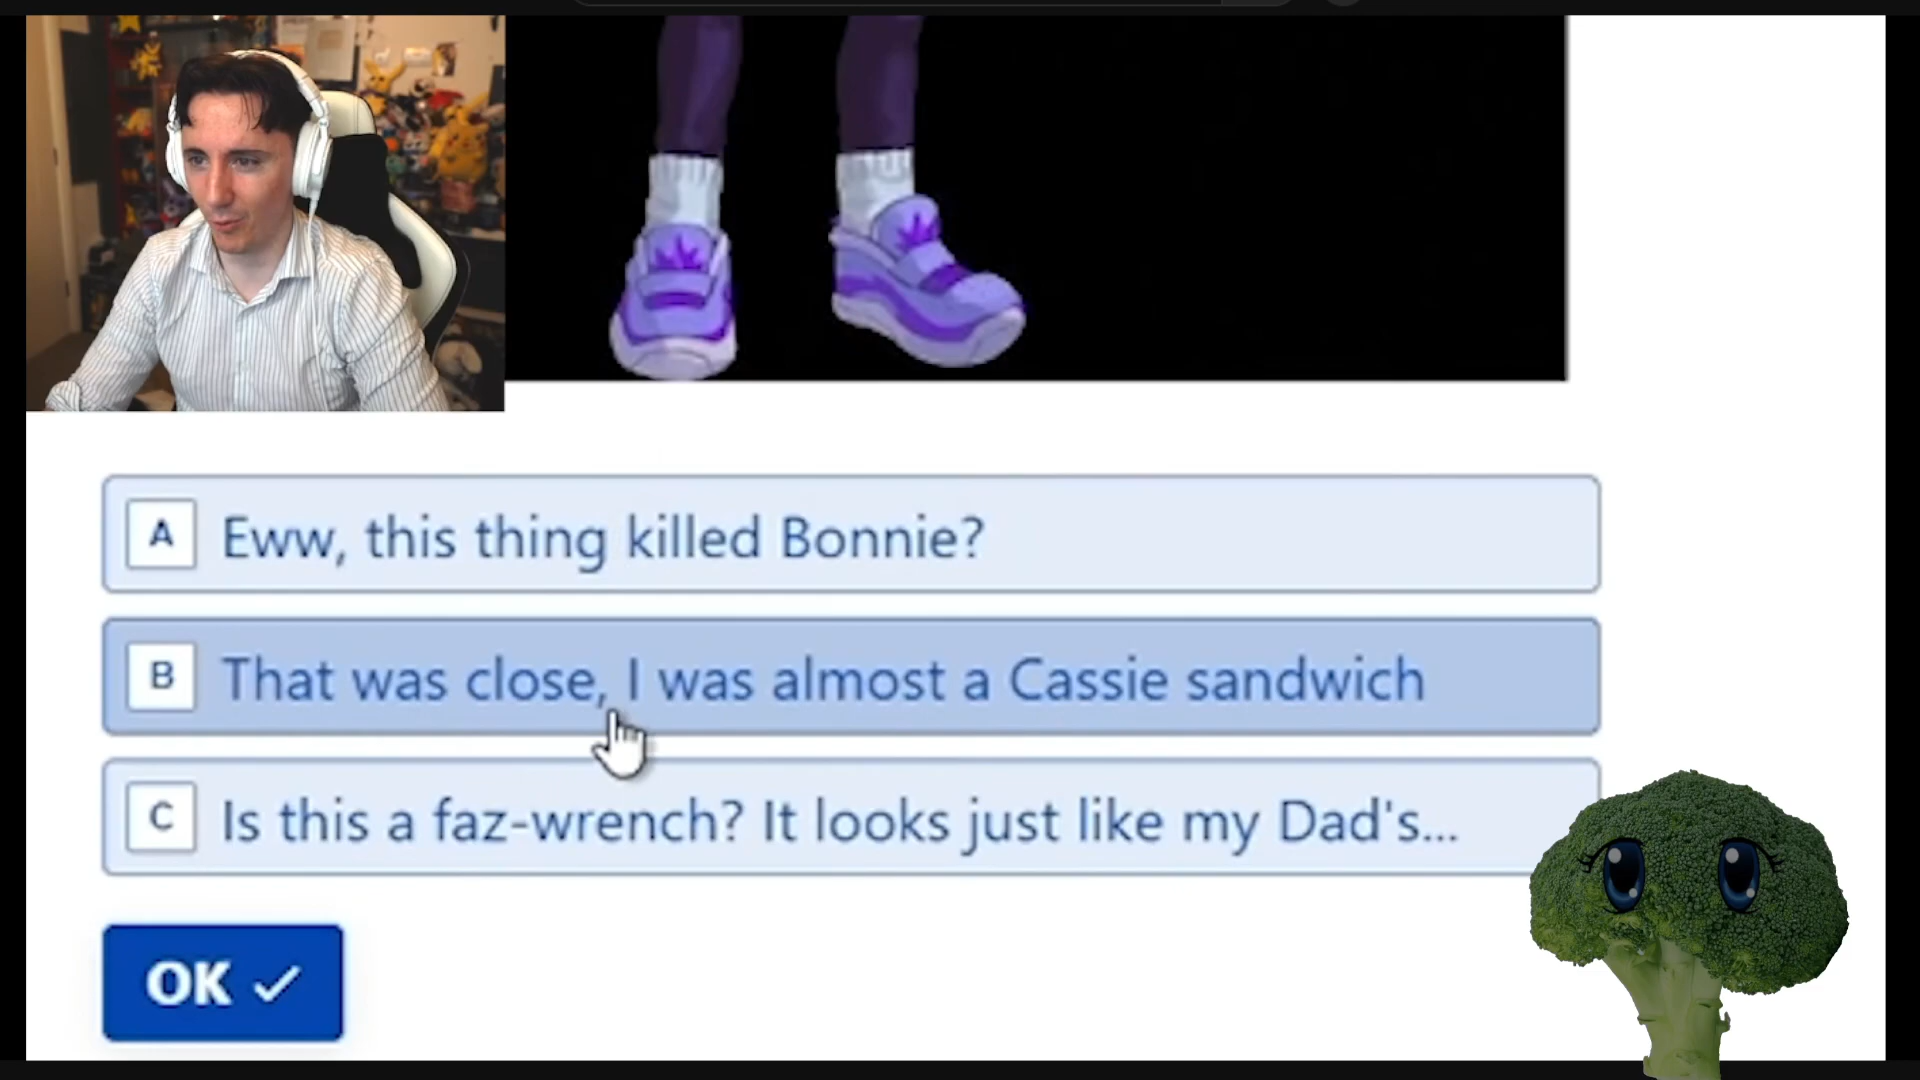 A Eww, this thing killed Bonnie?
B That was close, I was almost a Cassie sandwich
C Is this a faz-wrench? It looks just like my Dad's...
OK ✓